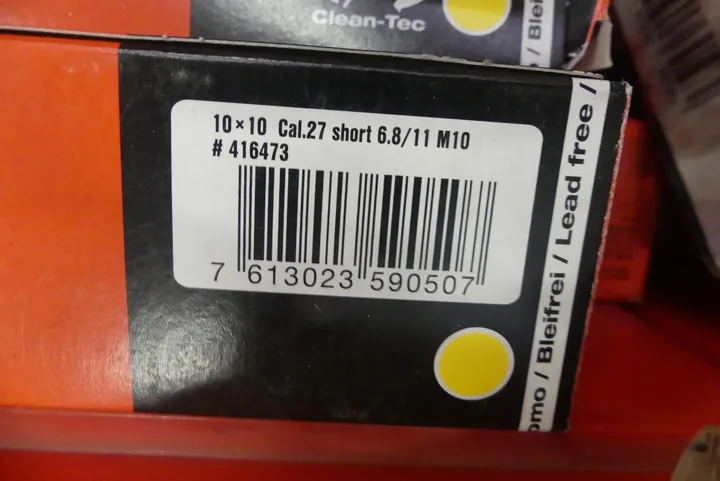 Clean-Tec
/ Blei
10×10 Cal.27 short 6.8/11 M10
# 416473
7 613023 590507
omo / Bleifrei / Lead free /